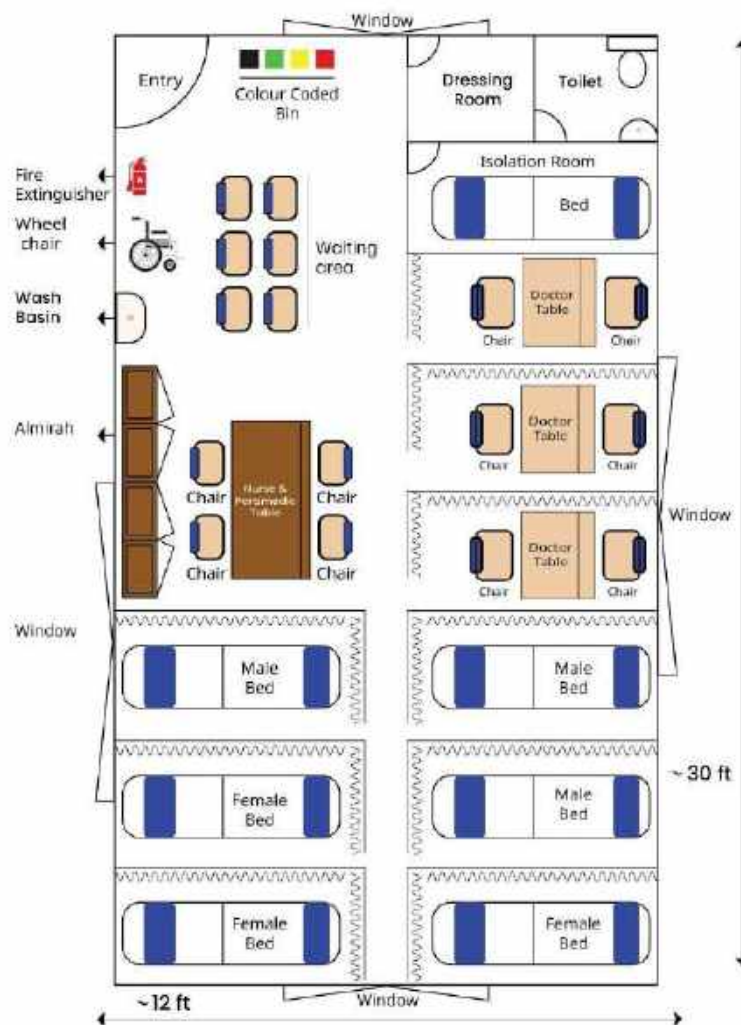 Window
Entry
Colour Coded
Bin
Dressing
Room
Toilet
Fire
Extinguisher
Wheel
chair
Wash
Basin
Waiting
area
Isolation Room
Bed
Doctor
Table
Chair
Chair
Doctor
Table
Chair
Chair
Doctor
Table
Chair
Chair
Almirah
Nurse &
Paramedic
Table
Chair
Chair
Chair
Chair
Window
Window
Male
Bed
Male
Bed
Female
Bed
Male
Bed
Female
Bed
Female
Bed
~30 ft
~12 ft
Window